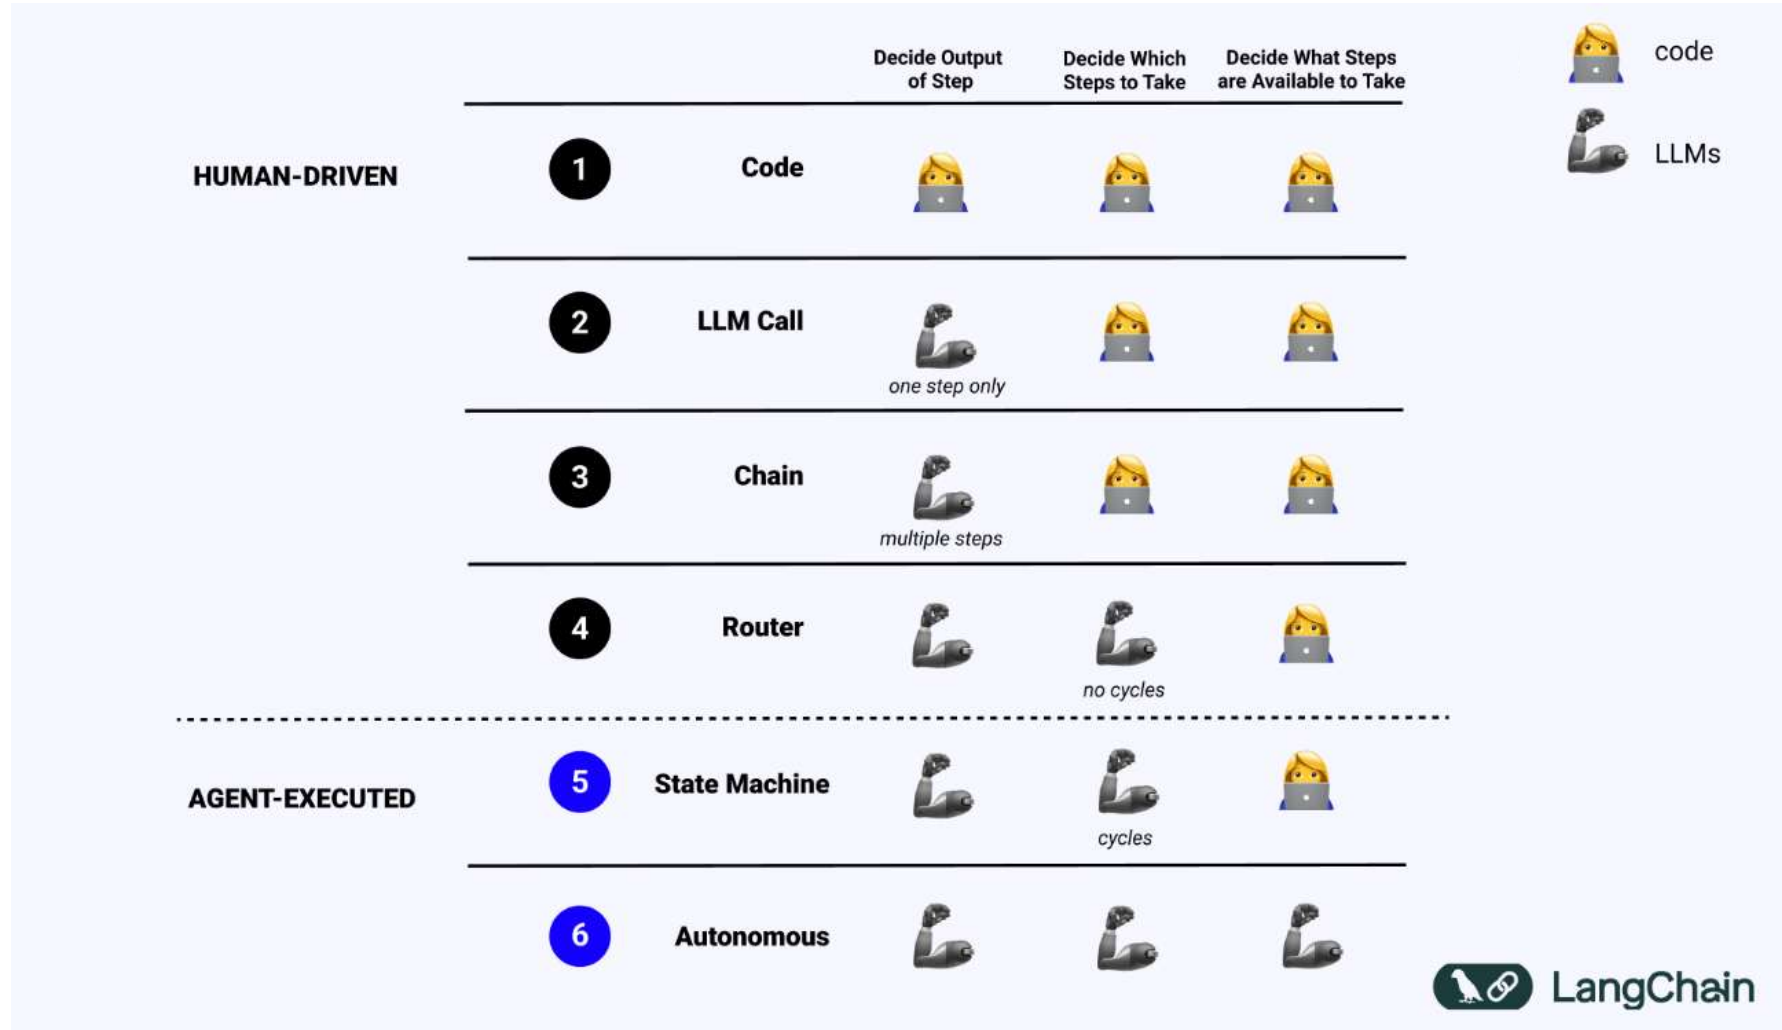 Decide Output
of Step
Decide Which
Steps to Take
Decide What Steps
are Available to Take
code
LLMs
HUMAN-DRIVEN
1
Code
2
LLM Call
one step only
3
Chain
multiple steps
4
Router
no cycles
AGENT-EXECUTED
5
State Machine
cycles
6
Autonomous
LangChain